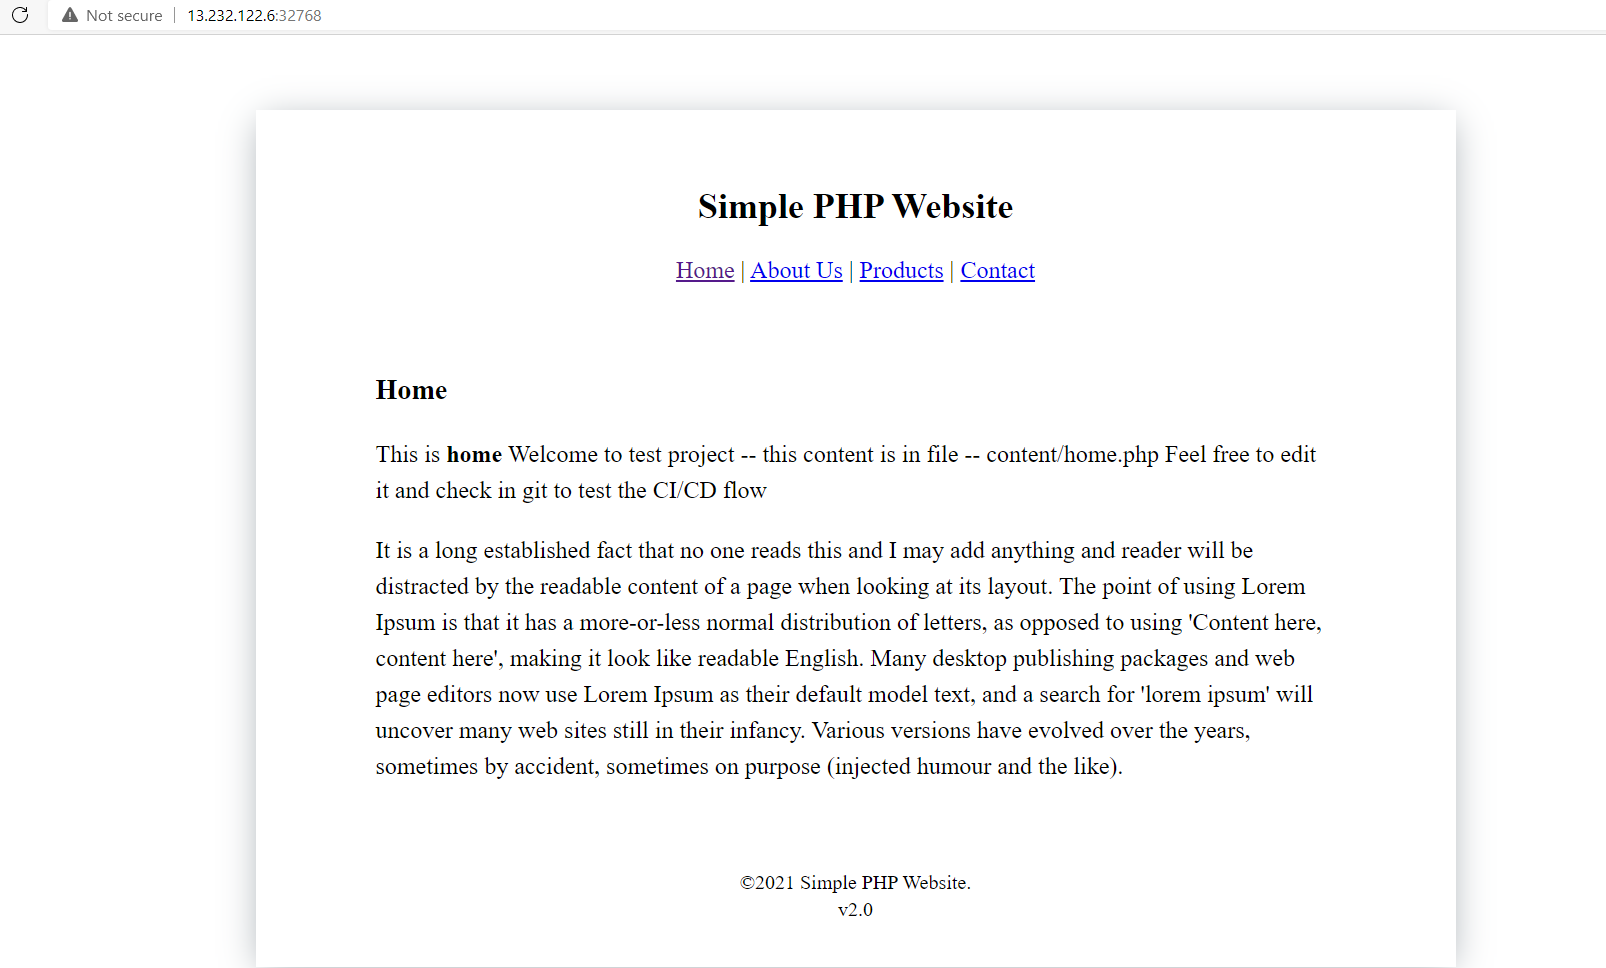 Not secure | 13.232.122.6:32768
Simple PHP Website
Home | About Us | Products | Contact
Home
This is home Welcome to test project -- this content is in file -- content/home.php Feel free to edit
it and check in git to test the CI/CD flow
It is a long established fact that no one reads this and I may add anything and reader will be
distracted by the readable content of a page when looking at its layout. The point of using Lorem
Ipsum is that it has a more-or-less normal distribution of letters, as opposed to using 'Content here,
content here', making it look like readable English. Many desktop publishing packages and web
page editors now use Lorem Ipsum as their default model text, and a search for 'lorem ipsum' will
uncover many web sites still in their infancy. Various versions have evolved over the years,
sometimes by accident, sometimes on purpose (injected humour and the like).
©2021 Simple PHP Website.
v2.0